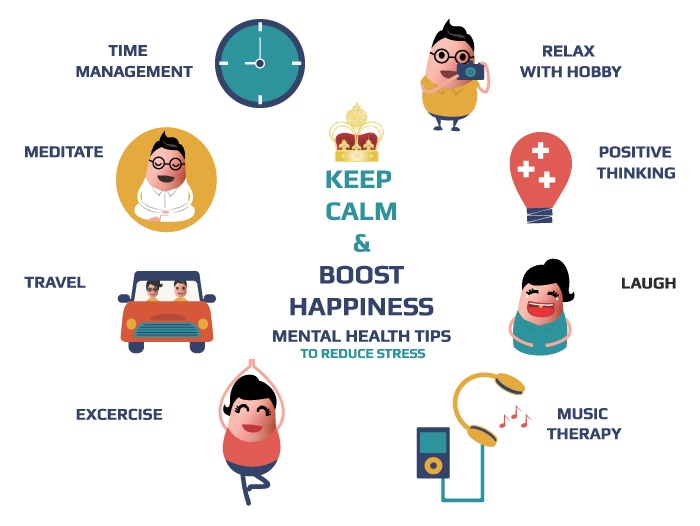 TIME
MANAGEMENT
RELAX
WITH HOBBY
MEDITATE
POSITIVE
THINKING
KEEP
CALM
&
BOOST
HAPPINESS
MENTAL HEALTH TIPS
TO REDUCE STRESS
TRAVEL
LAUGH
EXCERCISE
MUSIC
THERAPY